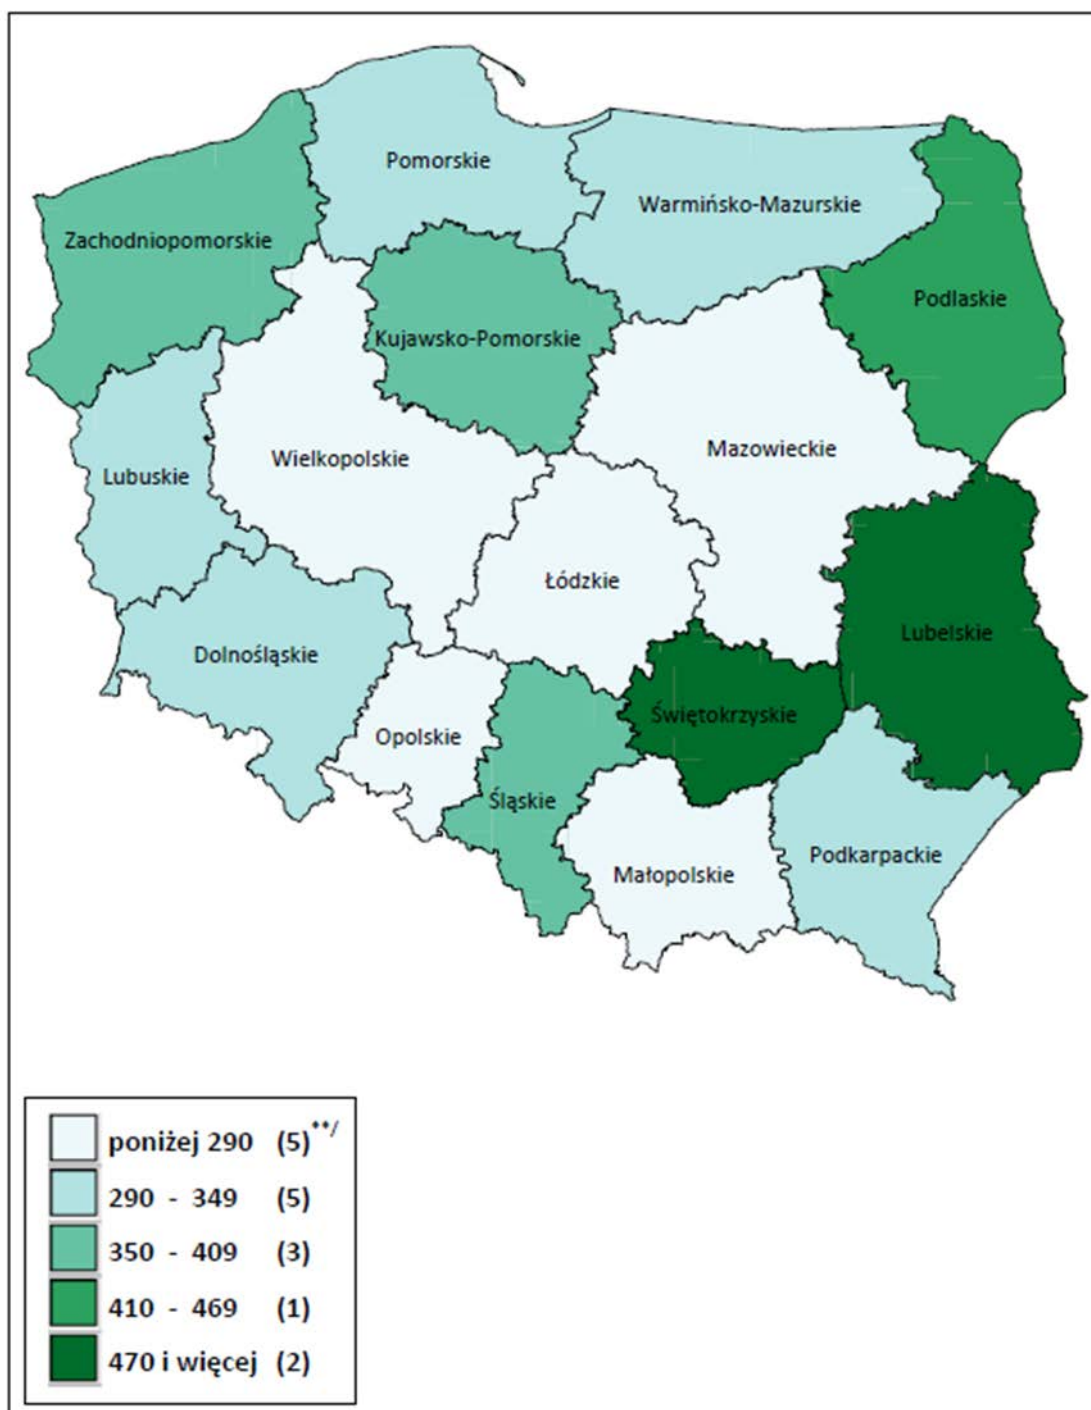 Pomorskie
Warmińsko-Mazurskie
Zachodniopomorskie
Podlaskie
Kujawsko-Pomorskie
Mazowieckie
Wielkopolskie
Lubuskie
Łódzkie
Lubelskie
Dolnośląskie
Świętokrzyskie
Opolskie
Śląskie
Podkarpackie
Małopolskie
poniżej 290 (5)**/
290 - 349 (5)
350 - 409 (3)
410 - 469 (1)
470 i więcej (2)